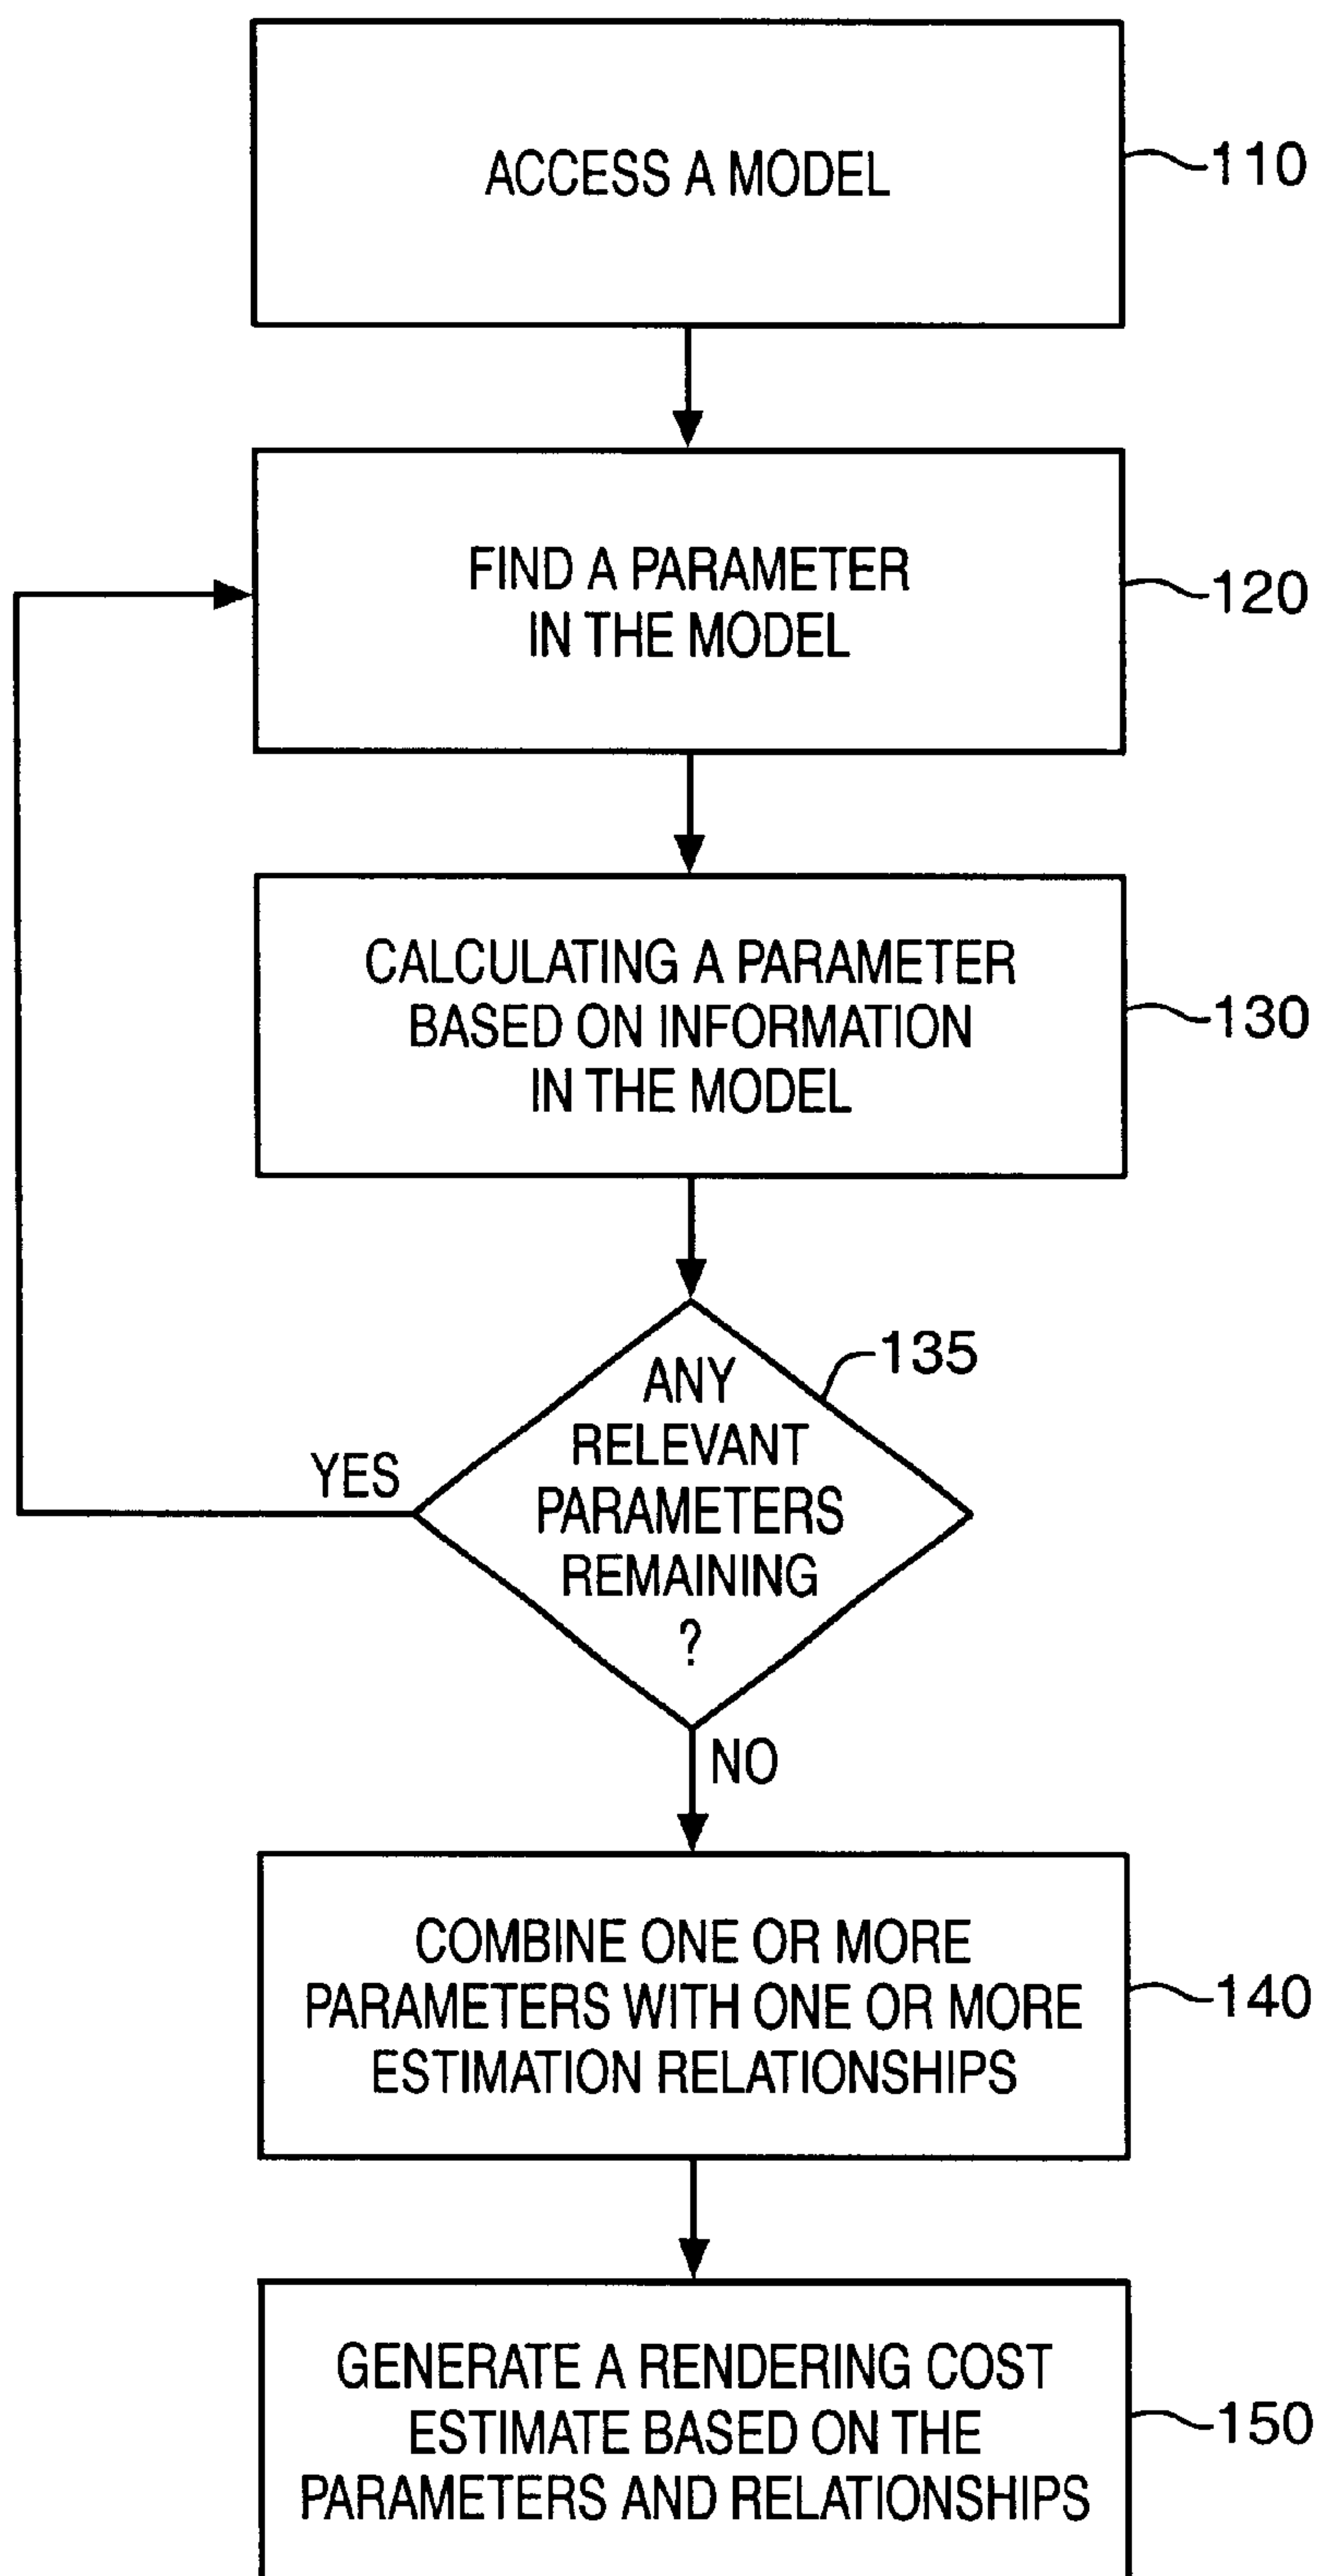 ACCESS A MODEL
110
FIND A PARAMETER
IN THE MODEL
120
CALCULATING A PARAMETER
BASED ON INFORMATION
IN THE MODEL
130
ANY
RELEVANT
PARAMETERS
REMAINING
?
135
YES
NO
COMBINE ONE OR MORE
PARAMETERS WITH ONE OR MORE
ESTIMATION RELATIONSHIPS
140
GENERATE A RENDERING COST
ESTIMATE BASED ON THE
PARAMETERS AND RELATIONSHIPS
150